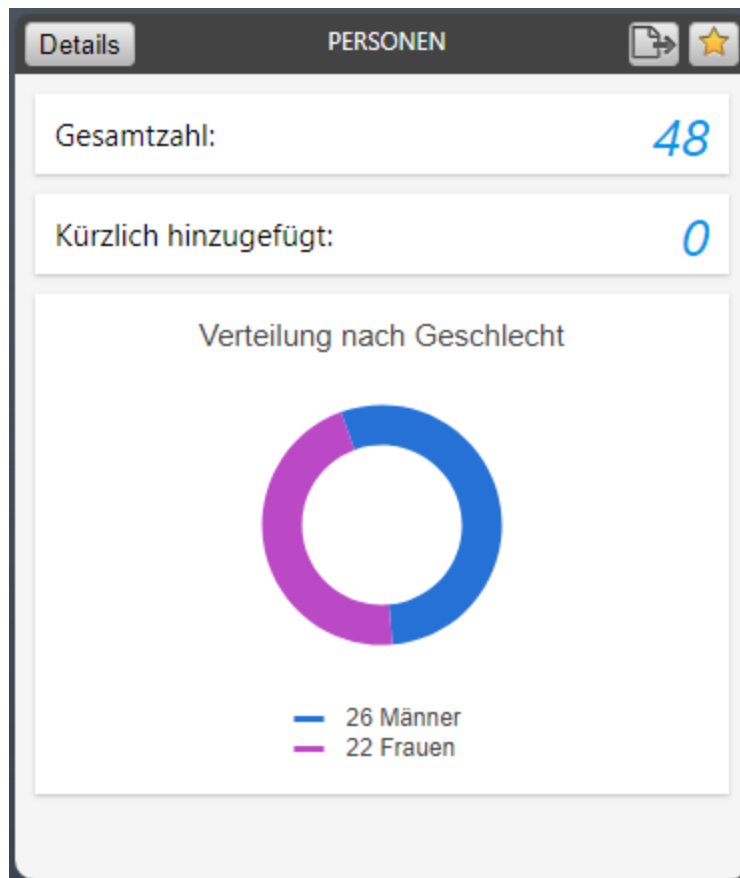 Details PERSONEN
Gesamtzahl: 48
Kürzlich hinzugefügt: 0
Verteilung nach Geschlecht
26 Männer
22 Frauen